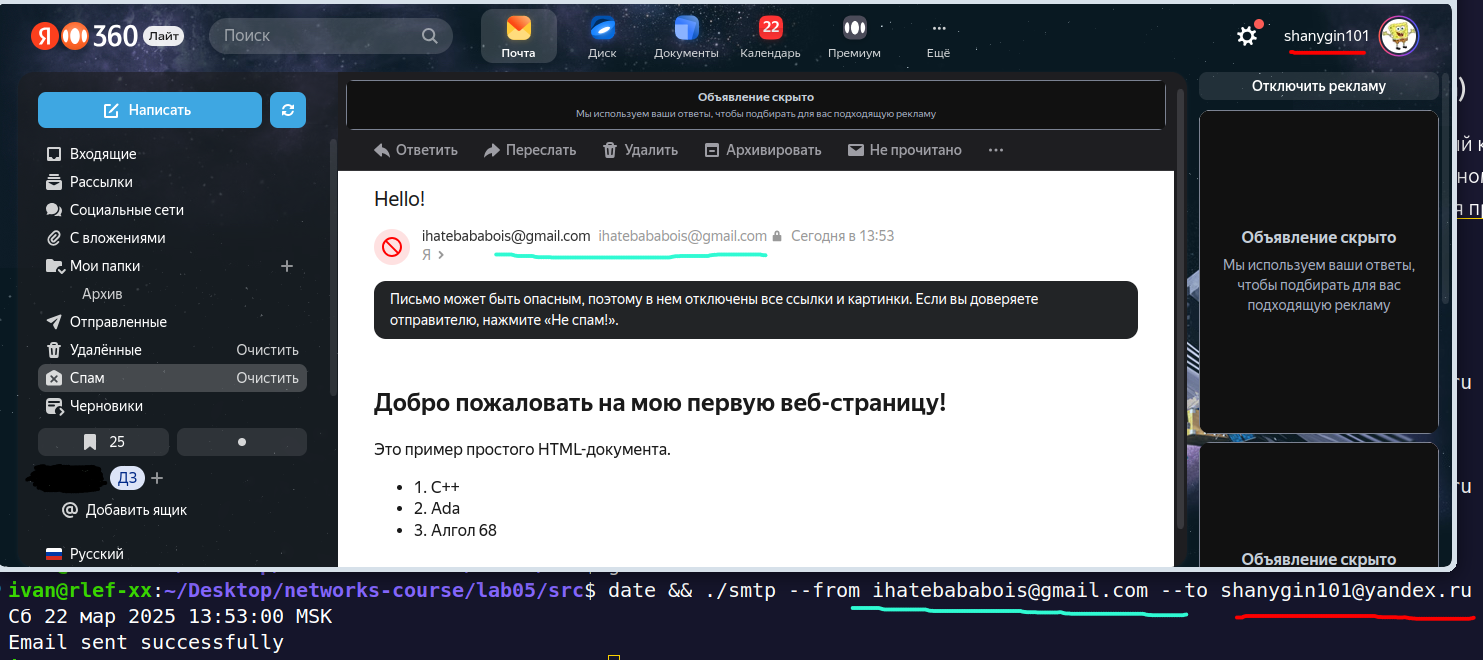 Я 360 Лайт
Поиск
Почта
Диск
Документы
22
Календарь
Премиум
Ещё
shanygin101
Написать
Входящие
Рассылки
Социальные сети
С вложениями
Мои папки
Архив
Отправленные
Удалённые Очистить
Спам Очистить
Черновики
25
ДЗ
Добавить ящик
Русский
Объявление скрыто
Мы используем ваши ответы, чтобы подбирать для вас подходящую рекламу
Ответить Переслать Удалить Архивировать Не прочитано
Hello!
ihatebababois@gmail.com ihatebababois@gmail.com Сегодня в 13:53
Я
Письмо может быть опасным, поэтому в нем отключены все ссылки и картинки. Если вы доверяете
отправителю, нажмите «Не спам!».
Добро пожаловать на мою первую веб-страницу!
Это пример простого HTML-документа.
• 1. C++
• 2. Ada
• 3. Алгол 68
Отключить рекламу
Объявление скрыто
Мы используем ваши ответы,
чтобы подбирать для вас
подходящую рекламу
Объявление скрыто
ru
ru
ivan@rlef-xx:~/Desktop/networks-course/lab05/src$ date && ./smtp --from ihatebababois@gmail.com --to shanygin101@yandex.ru
Сб 22 мар 2025 13:53:00 MSK
Email sent successfully